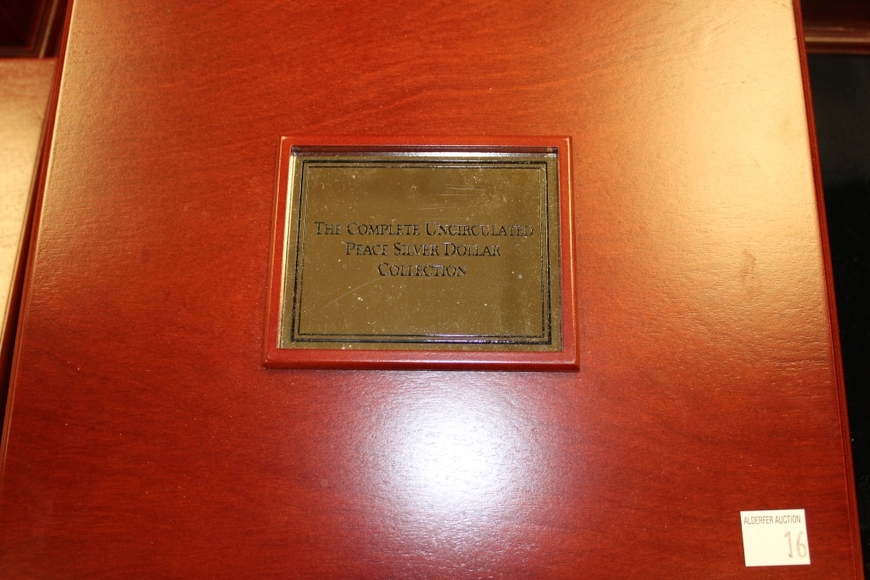 The Complete Uncirculated
Peace Silver Dollar
Collection
ALDERFER AUCTION
16